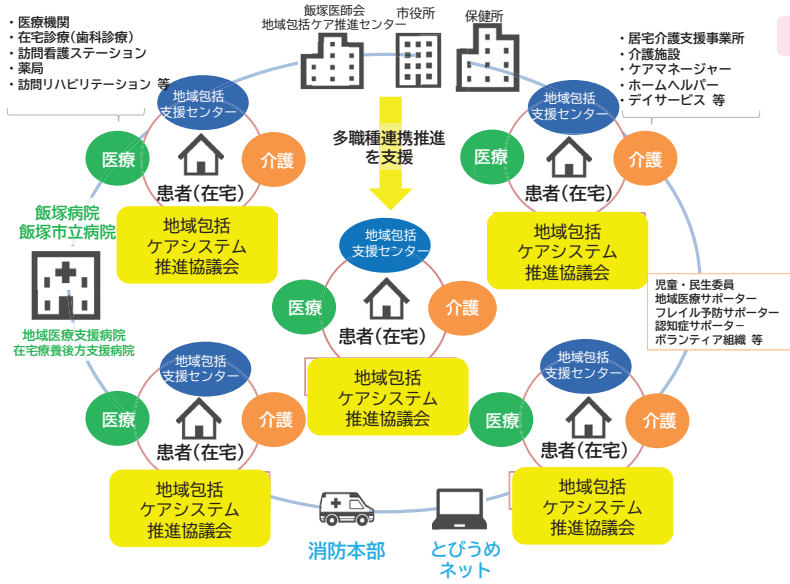 飯塚医師会
地域包括ケア推進センター
市役所
保健所
・医療機関
・在宅診療（歯科診療）
・訪問看護ステーション
・薬局
・訪問リハビリテーション 等
・居宅介護支援事業所
・介護施設
・ケアマネージャー
・ホームヘルパー
・デイサービス 等
地域包括
支援センター
医療
介護
患者（在宅）
地域包括
ケアシステム
推進協議会
多職種連携推進
を支援
地域包括
支援センター
医療
介護
患者（在宅）
地域包括
ケアシステム
推進協議会
飯塚病院
飯塚市立病院
地域医療支援病院
在宅療養後方支援病院
地域包括
支援センター
医療
介護
患者（在宅）
地域包括
ケアシステム
推進協議会
児童・民生委員
地域医療サポーター
フレイル予防サポーター
認知症サポーター
ボランティア組織 等
地域包括
支援センター
医療
介護
患者（在宅）
地域包括
ケアシステム
推進協議会
地域包括
支援センター
医療
介護
患者（在宅）
地域包括
ケアシステム
推進協議会
消防本部
とびうめ
ネット